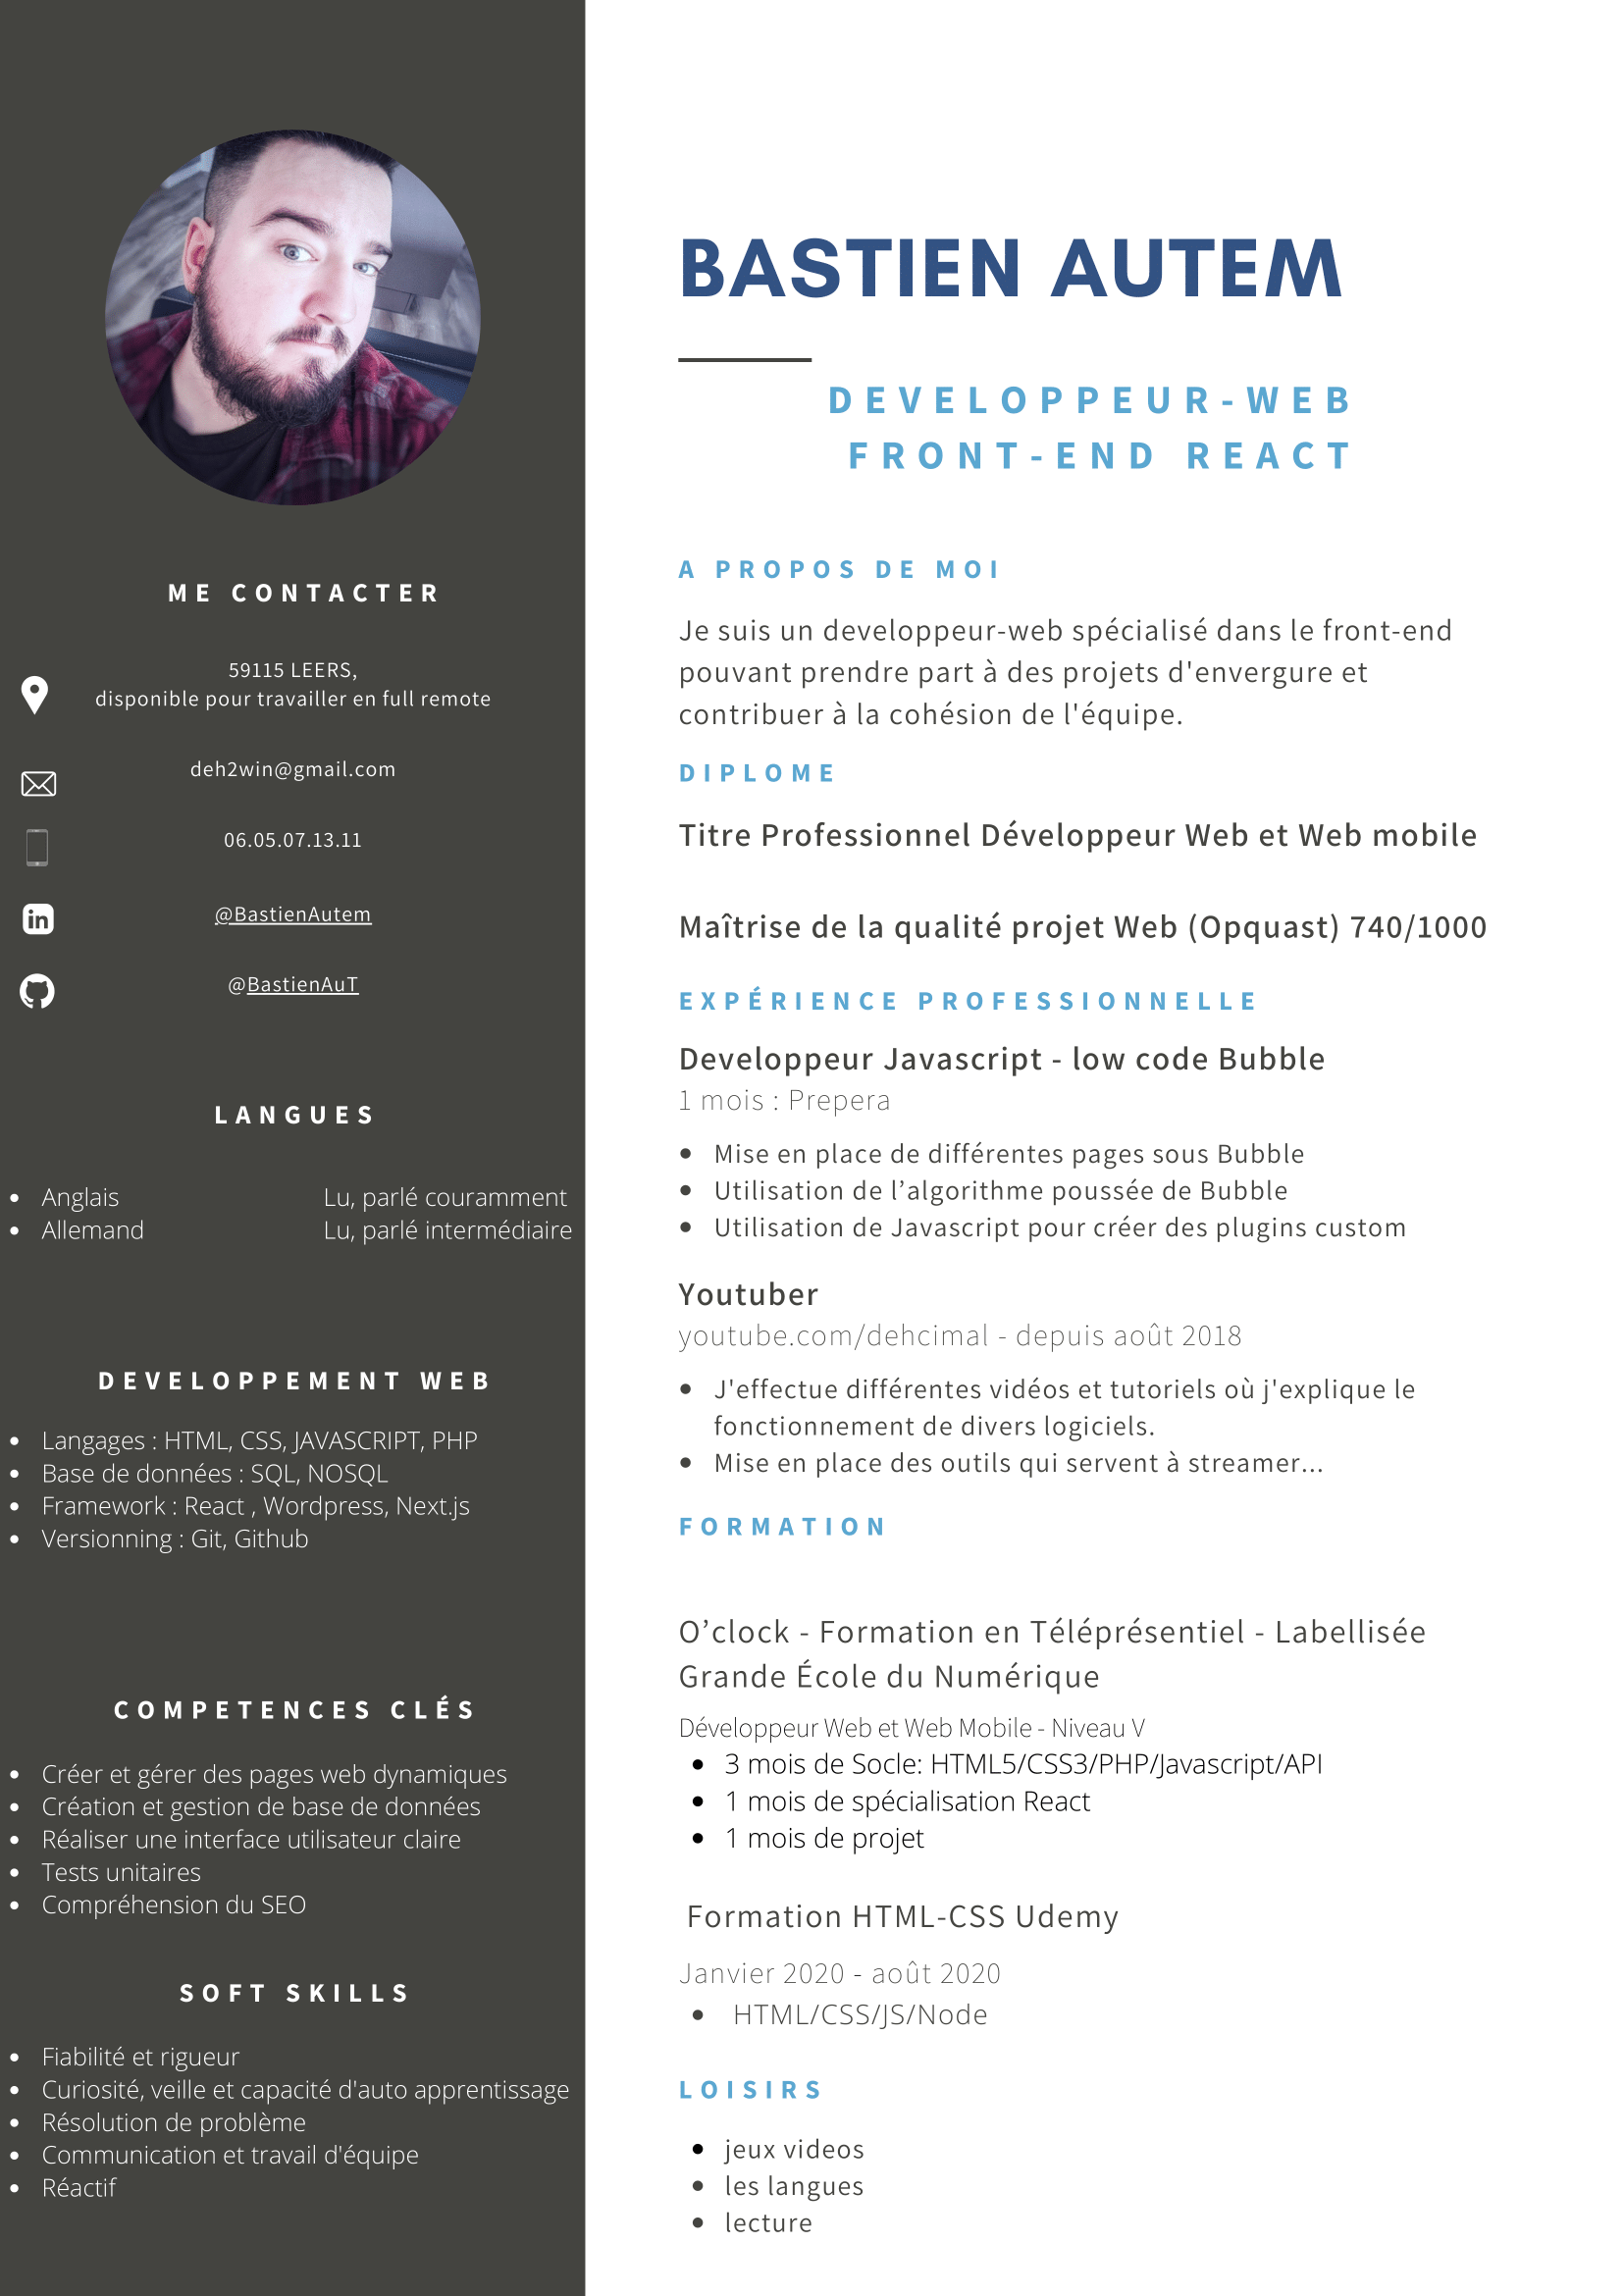 ME CONTACTER
59115 LEERS,
disponible pour travailler en full remote
deh2win@gmail.com
06.05.07.13.11
@BastienAutem
@BastienAuT
LANGUES
• Anglais Lu, parlé couramment
• Allemand Lu, parlé intermédiaire
DEVELOPPEMENT WEB
• Langages : HTML, CSS, JAVASCRIPT, PHP
• Base de données : SQL, NOSQL
• Framework : React , Wordpress, Next.js
• Versionning : Git, Github
COMPETENCES CLÉS
• Créer et gérer des pages web dynamiques
• Création et gestion de base de données
• Réaliser une interface utilisateur claire
• Tests unitaires
• Compréhension du SEO
SOFT SKILLS
• Fiabilité et rigueur
• Curiosité, veille et capacité d'auto apprentissage
• Résolution de problème
• Communication et travail d'équipe
• Réactif
BASTIEN AUTEM
DEVELOPPEUR-WEB
FRONT-END REACT
A PROPOS DE MOI
Je suis un developpeur-web spécialisé dans le front-end
pouvant prendre part à des projets d'envergure et
contribuer à la cohésion de l'équipe.
DIPLOME
Titre Professionnel Développeur Web et Web mobile
Maîtrise de la qualité projet Web (Opquast) 740/1000
EXPÉRIENCE PROFESSIONNELLE
Developpeur Javascript - low code Bubble
1 mois : Prepera
• Mise en place de différentes pages sous Bubble
• Utilisation de l’algorithme poussée de Bubble
• Utilisation de Javascript pour créer des plugins custom
Youtuber
youtube.com/dehcimal - depuis août 2018
• J'effectue différentes vidéos et tutoriels où j'explique le
fonctionnement de divers logiciels.
• Mise en place des outils qui servent à streamer...
FORMATION
O’clock - Formation en Téléprésentiel - Labellisée
Grande École du Numérique
Développeur Web et Web Mobile - Niveau V
• 3 mois de Socle: HTML5/CSS3/PHP/Javascript/API
• 1 mois de spécialisation React
• 1 mois de projet
Formation HTML-CSS Udemy
Janvier 2020 - août 2020
• HTML/CSS/JS/Node
LOISIRS
• jeux videos
• les langues
• lecture